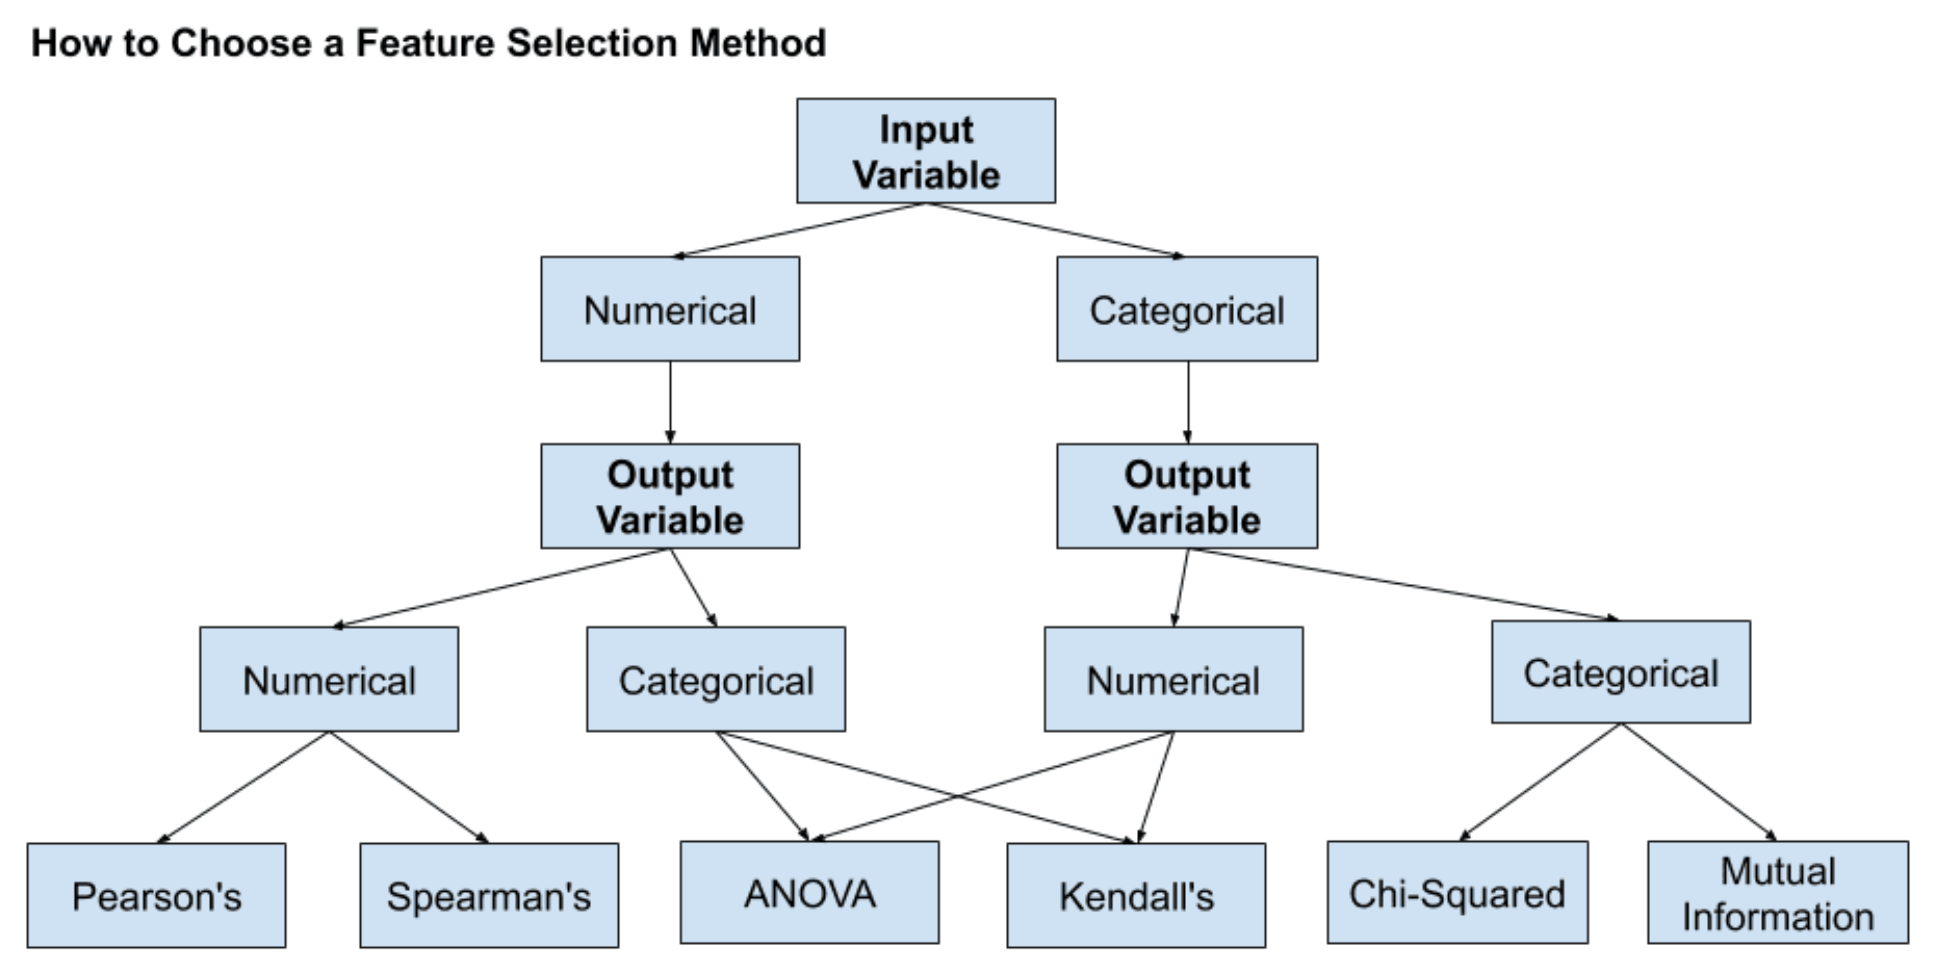 How to Choose a Feature Selection Method
Input
Variable
Numerical
Categorical
Output
Variable
Output
Variable
Numerical
Categorical
Numerical
Categorical
Pearson's
Spearman's
ANOVA
Kendall's
Chi-Squared
Mutual
Information